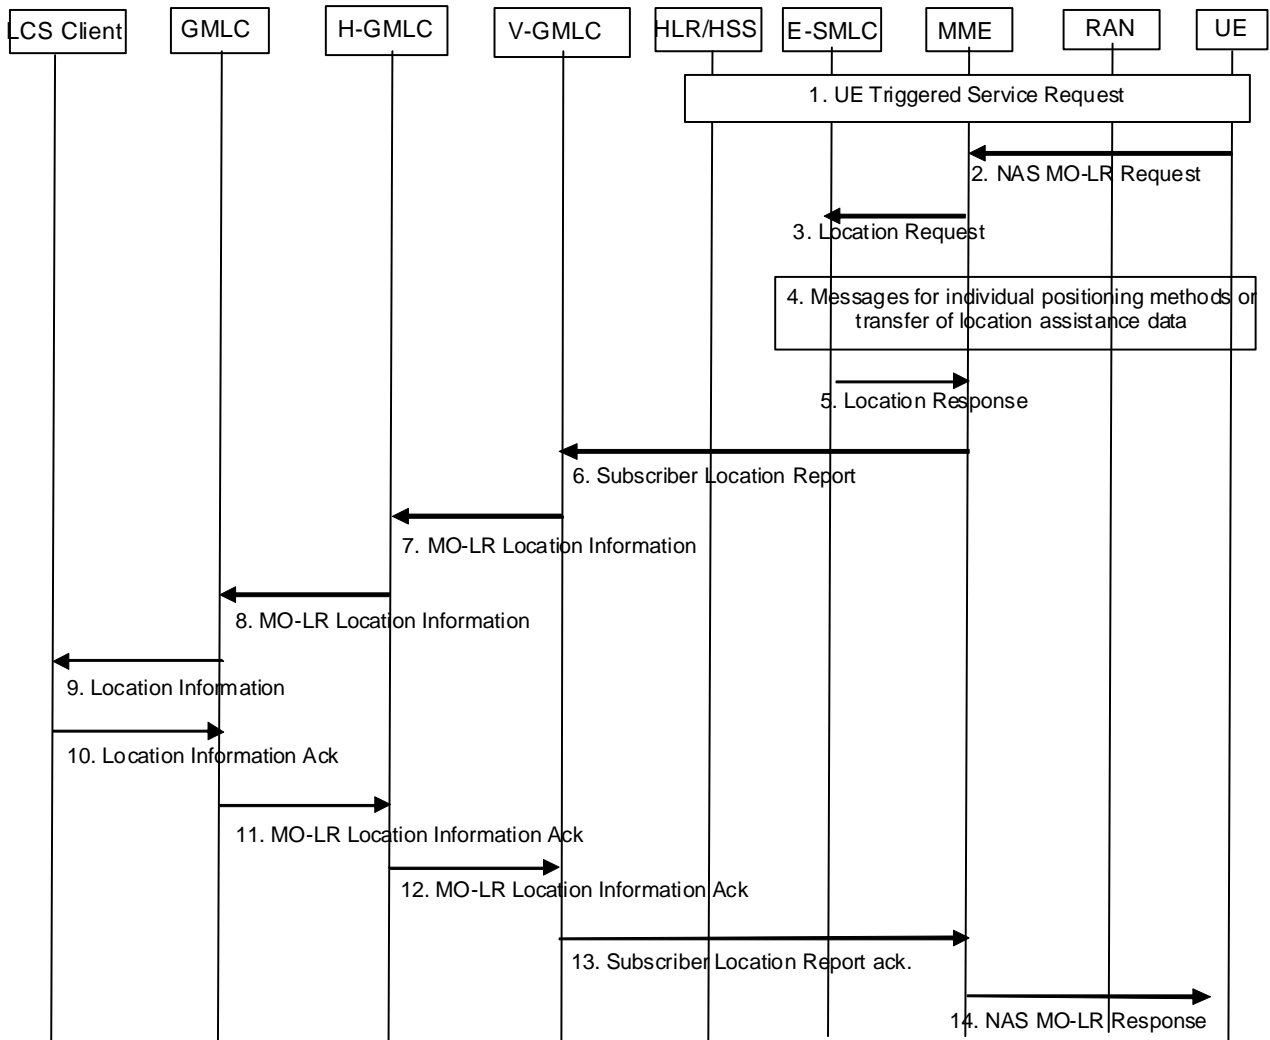 LCS Client
GMLC
H-GMLC
V-GMLC
HLR/HSS
E-SMLC
MME
RAN
UE
1. UE Triggered Service Request
2. NAS MO-LR Request
3. Location Request
4. Messages for individual positioning methods or
transfer of location assistance data
5. Location Response
6. Subscriber Location Report
7. MO-LR Location Information
8. MO-LR Location Information
9. Location Information
10. Location Information Ack
11. MO-LR Location Information Ack
12. MO-LR Location Information Ack
13. Subscriber Location Report ack.
14. NAS MO-LR Response